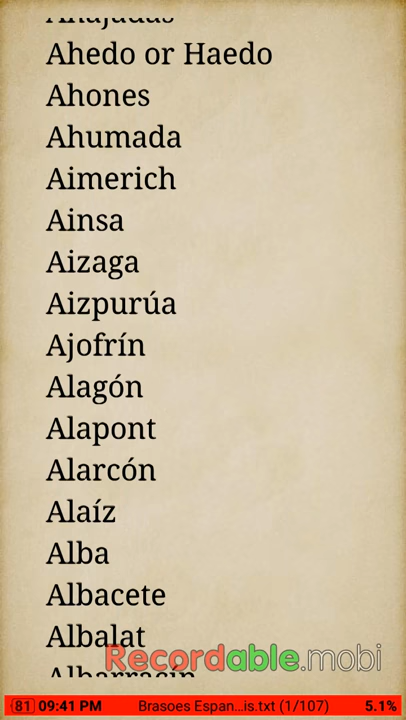 Ahedo or Haedo
Ahones
Ahumada
Aimerich
Ainsa
Aizaga
Aizpurúa
Ajofrín
Alagón
Alapont
Alarcón
Alaíz
Alba
Albacete
Albalat
Recordable.mobi
Albarracín
81 09:41 PM Brasoes Espan...is.txt (1/107) 5.1%